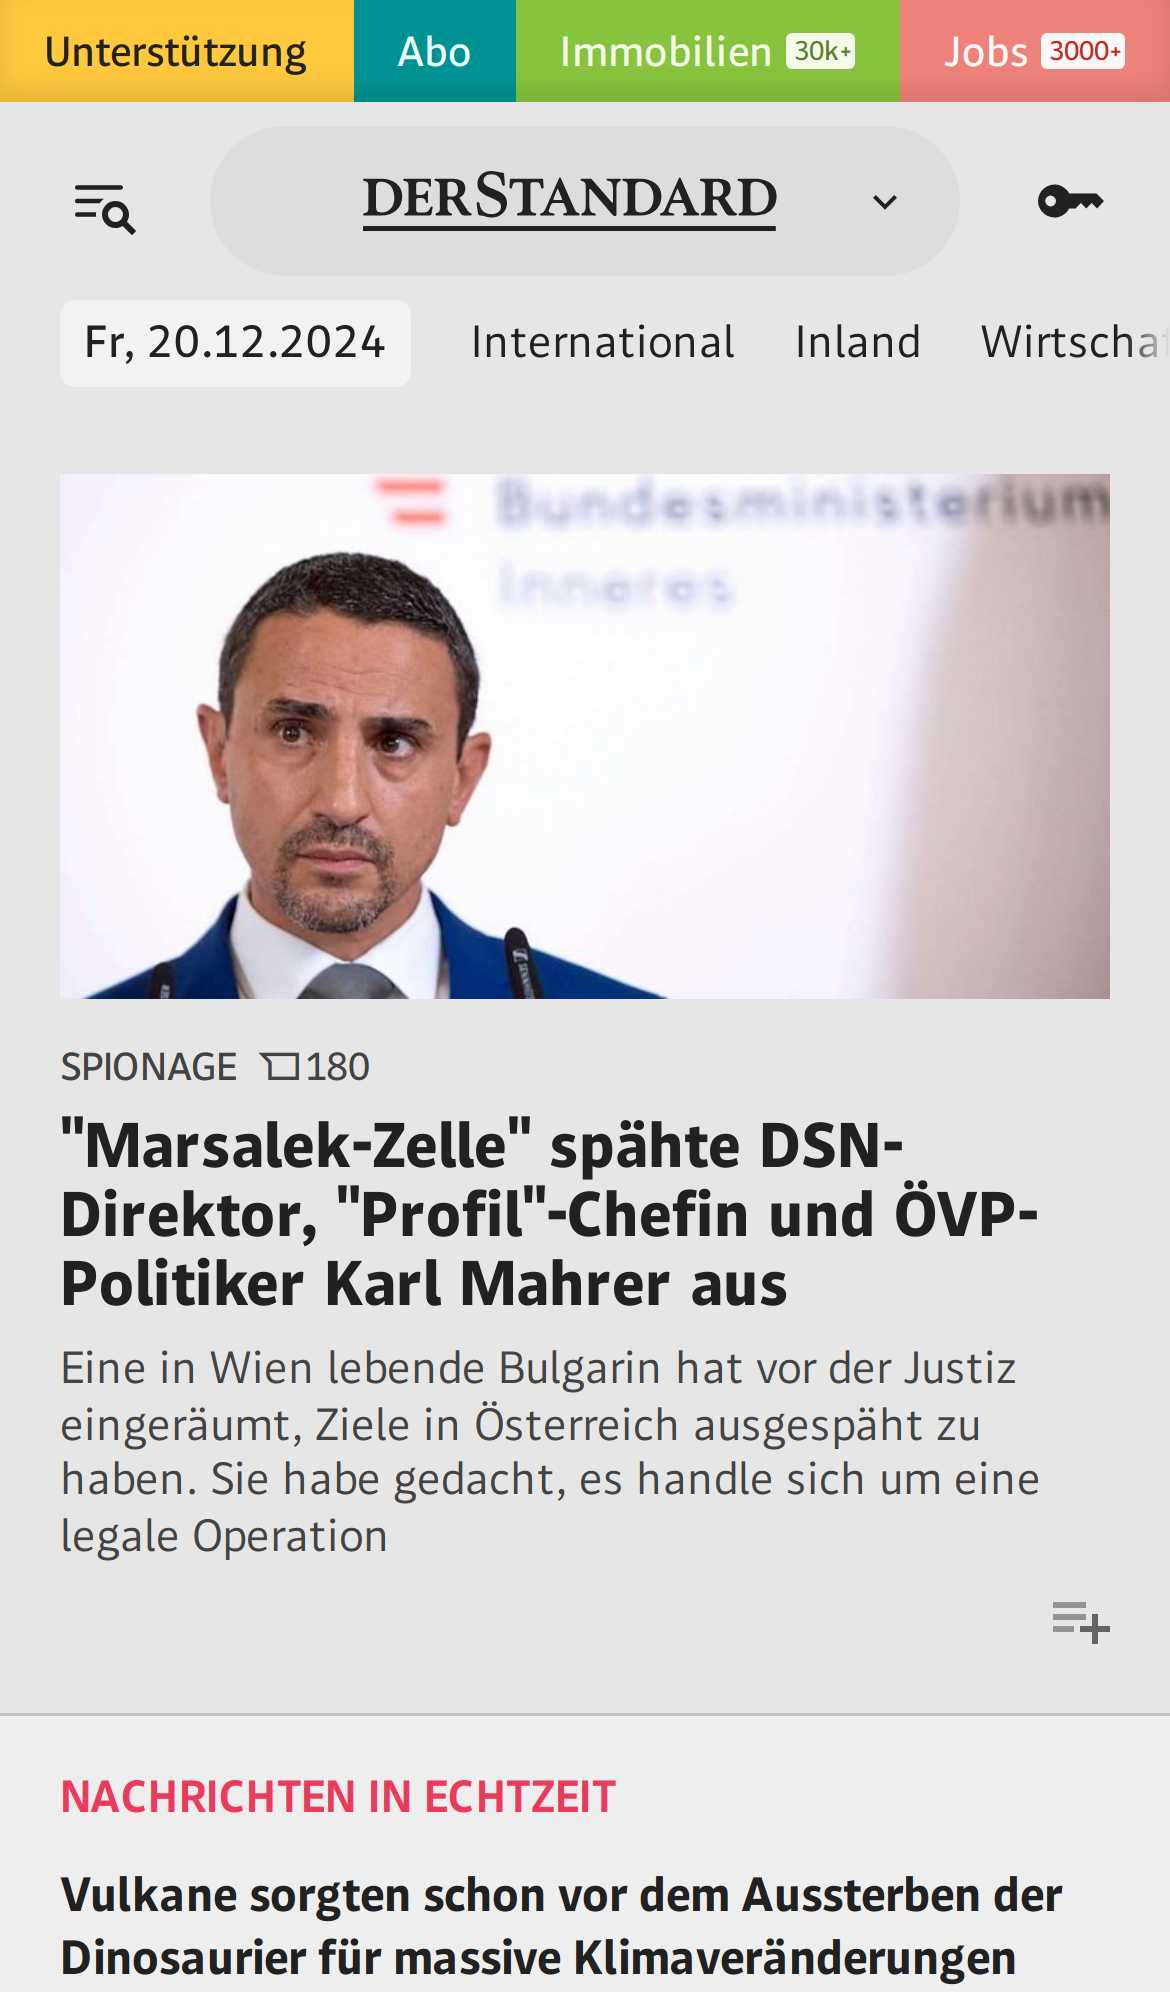 Unterstützung Abo Immobilien 30k+ Jobs 3000+
DERSTANDARD
Fr, 20.12.2024 International Inland Wirtscha
Bundesministerium
Inneres
SPIONAGE 180
"Marsalek-Zelle" spähte DSN-
Direktor, "Profil"-Chefin und ÖVP-
Politiker Karl Mahrer aus
Eine in Wien lebende Bulgarin hat vor der Justiz
eingeräumt, Ziele in Österreich ausgespäht zu
haben. Sie habe gedacht, es handle sich um eine
legale Operation
NACHRICHTEN IN ECHTZEIT
Vulkane sorgten schon vor dem Aussterben der
Dinosaurier für massive Klimaveränderungen